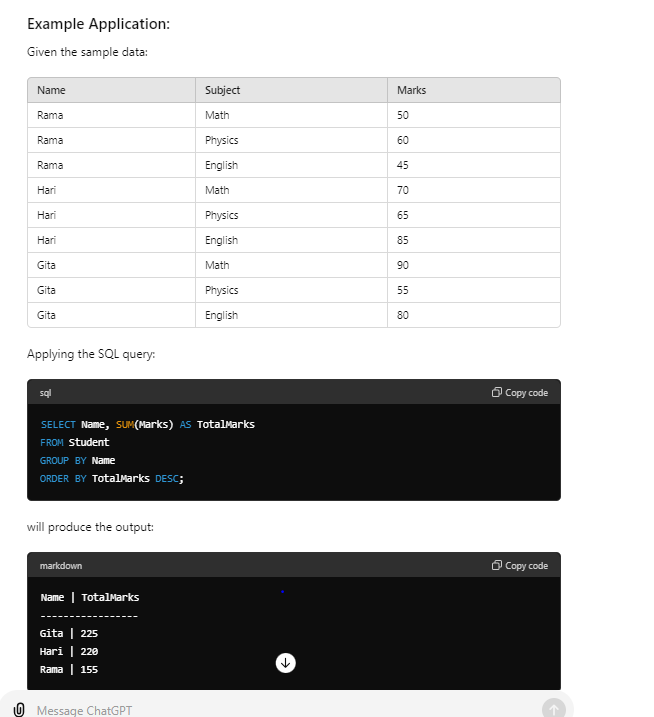 Example Application:
Given the sample data:
Name Subject Marks
Rama Math 50
Rama Physics 60
Rama English 45
Hari Math 70
Hari Physics 65
Hari English 85
Gita Math 90
Gita Physics 55
Gita English 80
Applying the SQL query:
sql Copy code
SELECT Name, SUM(Marks) AS TotalMarks
FROM Student
GROUP BY Name
ORDER BY TotalMarks DESC;
will produce the output:
markdown Copy code
Name | TotalMarks
-----------------
Gita | 225
Hari | 220
Rama | 155
Message ChatGPT